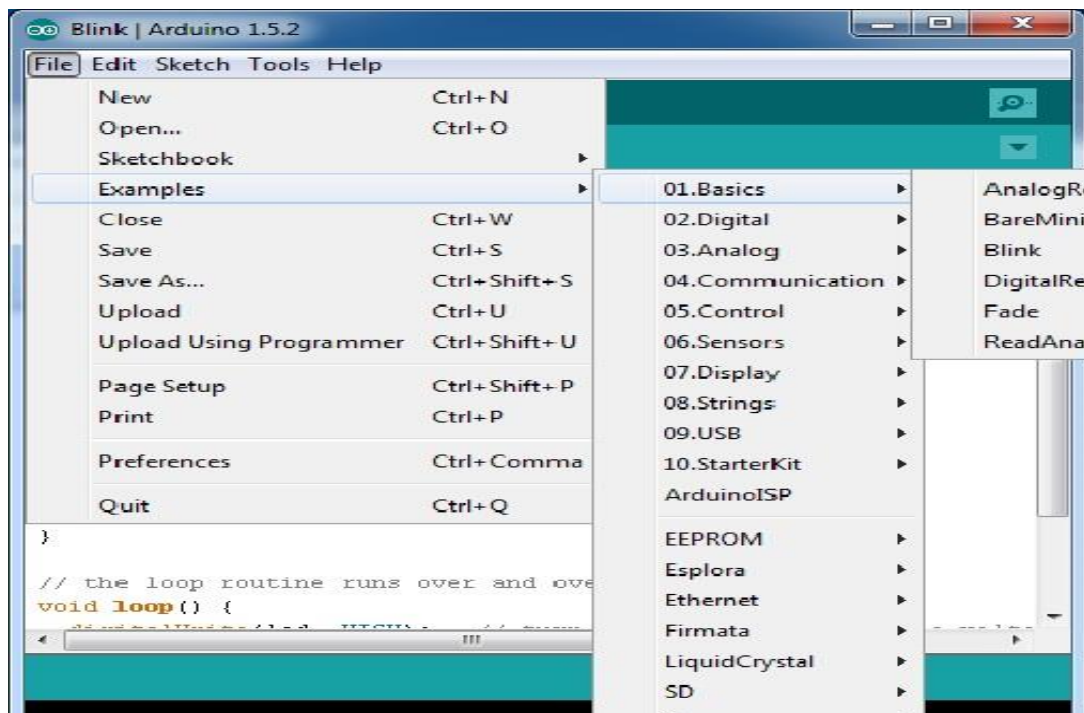 Blink | Arduino 1.5.2
File Edit Sketch Tools Help
New Ctrl+N
Open... Ctrl+O
Sketchbook
Examples
Close Ctrl+W
Save Ctrl+S
Save As... Ctrl+Shift+S
Upload Ctrl+U
Upload Using Programmer Ctrl+Shift+U
Page Setup Ctrl+Shift+P
Print Ctrl+P
Preferences Ctrl+Comma
Quit Ctrl+Q
01.Basics
02.Digital
03.Analog
04.Communication
05.Control
06.Sensors
07.Display
08.Strings
09.USB
10.StarterKit
ArduinoISP
EEPROM
Esplora
Ethernet
Firmata
LiquidCrystal
SD
AnalogRe
BareMini
Blink
DigitalRe
Fade
ReadAna
}
// the loop routine runs over and ove
void loop() {